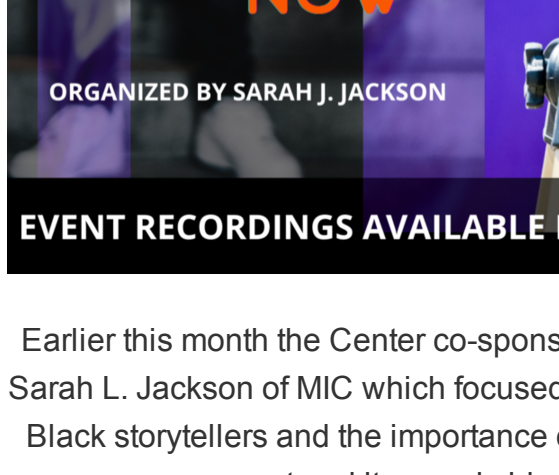 NOW
ORGANIZED BY SARAH J. JACKSON
EVENT RECORDINGS AVAILABLE
Earlier this month the Center co-spons
Sarah L. Jackson of MIC which focused
Black storytellers and the importance